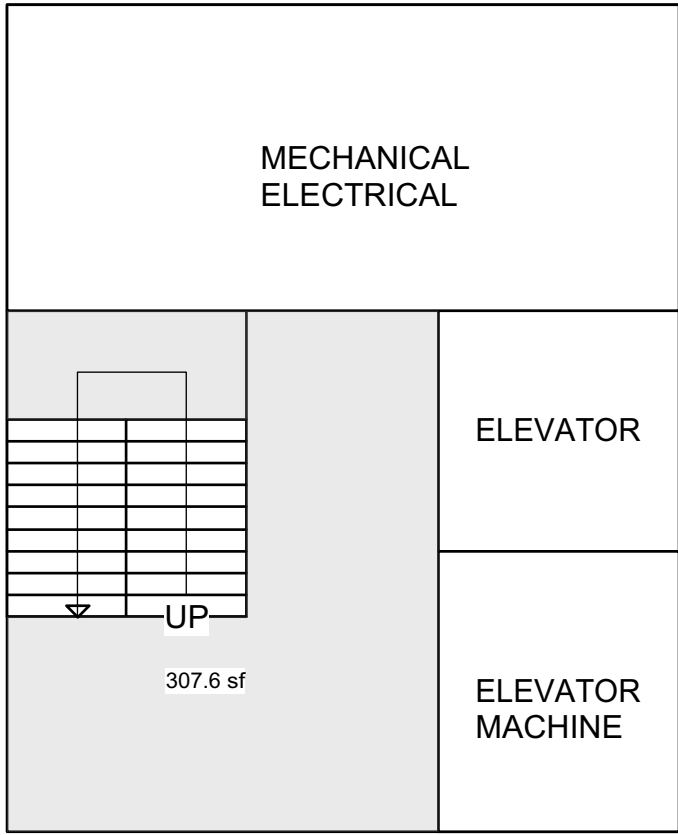 MECHANICAL
ELECTRICAL
ELEVATOR
UP
307.6 sf
ELEVATOR
MACHINE